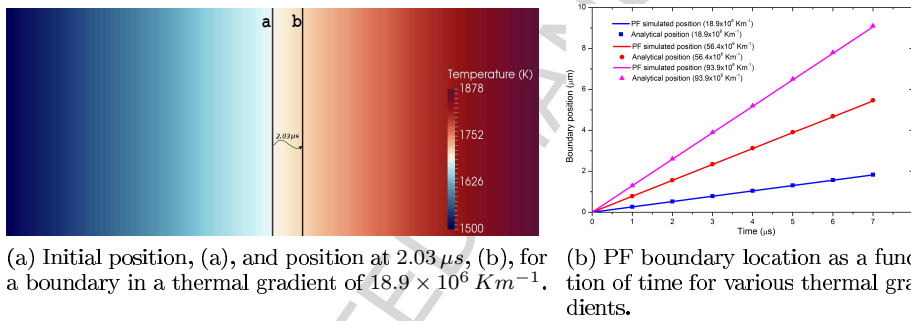 a b
Temperature (K)
1878
1752
1626
1500
2.03μs
(a) Initial position, (a), and position at 2.03 μs, (b), for
a boundary in a thermal gradient of 18.9 × 10⁶ Km⁻¹.
10
8
6
4
2
0
Boundary position (μm)
PF simulated position (18.9x10⁶ Km⁻¹)
Analytical position (18.9x10⁶ Km⁻¹)
PF simulated position (56.4x10⁶ Km⁻¹)
Analytical position (56.4x10⁶ Km⁻¹)
PF simulated position (93.9x10⁶ Km⁻¹)
Analytical position (93.9x10⁶ Km⁻¹)
0 1 2 3 4 5 6 7
Time (μs)
(b) PF boundary location as a func
tion of time for various thermal gra
dients.